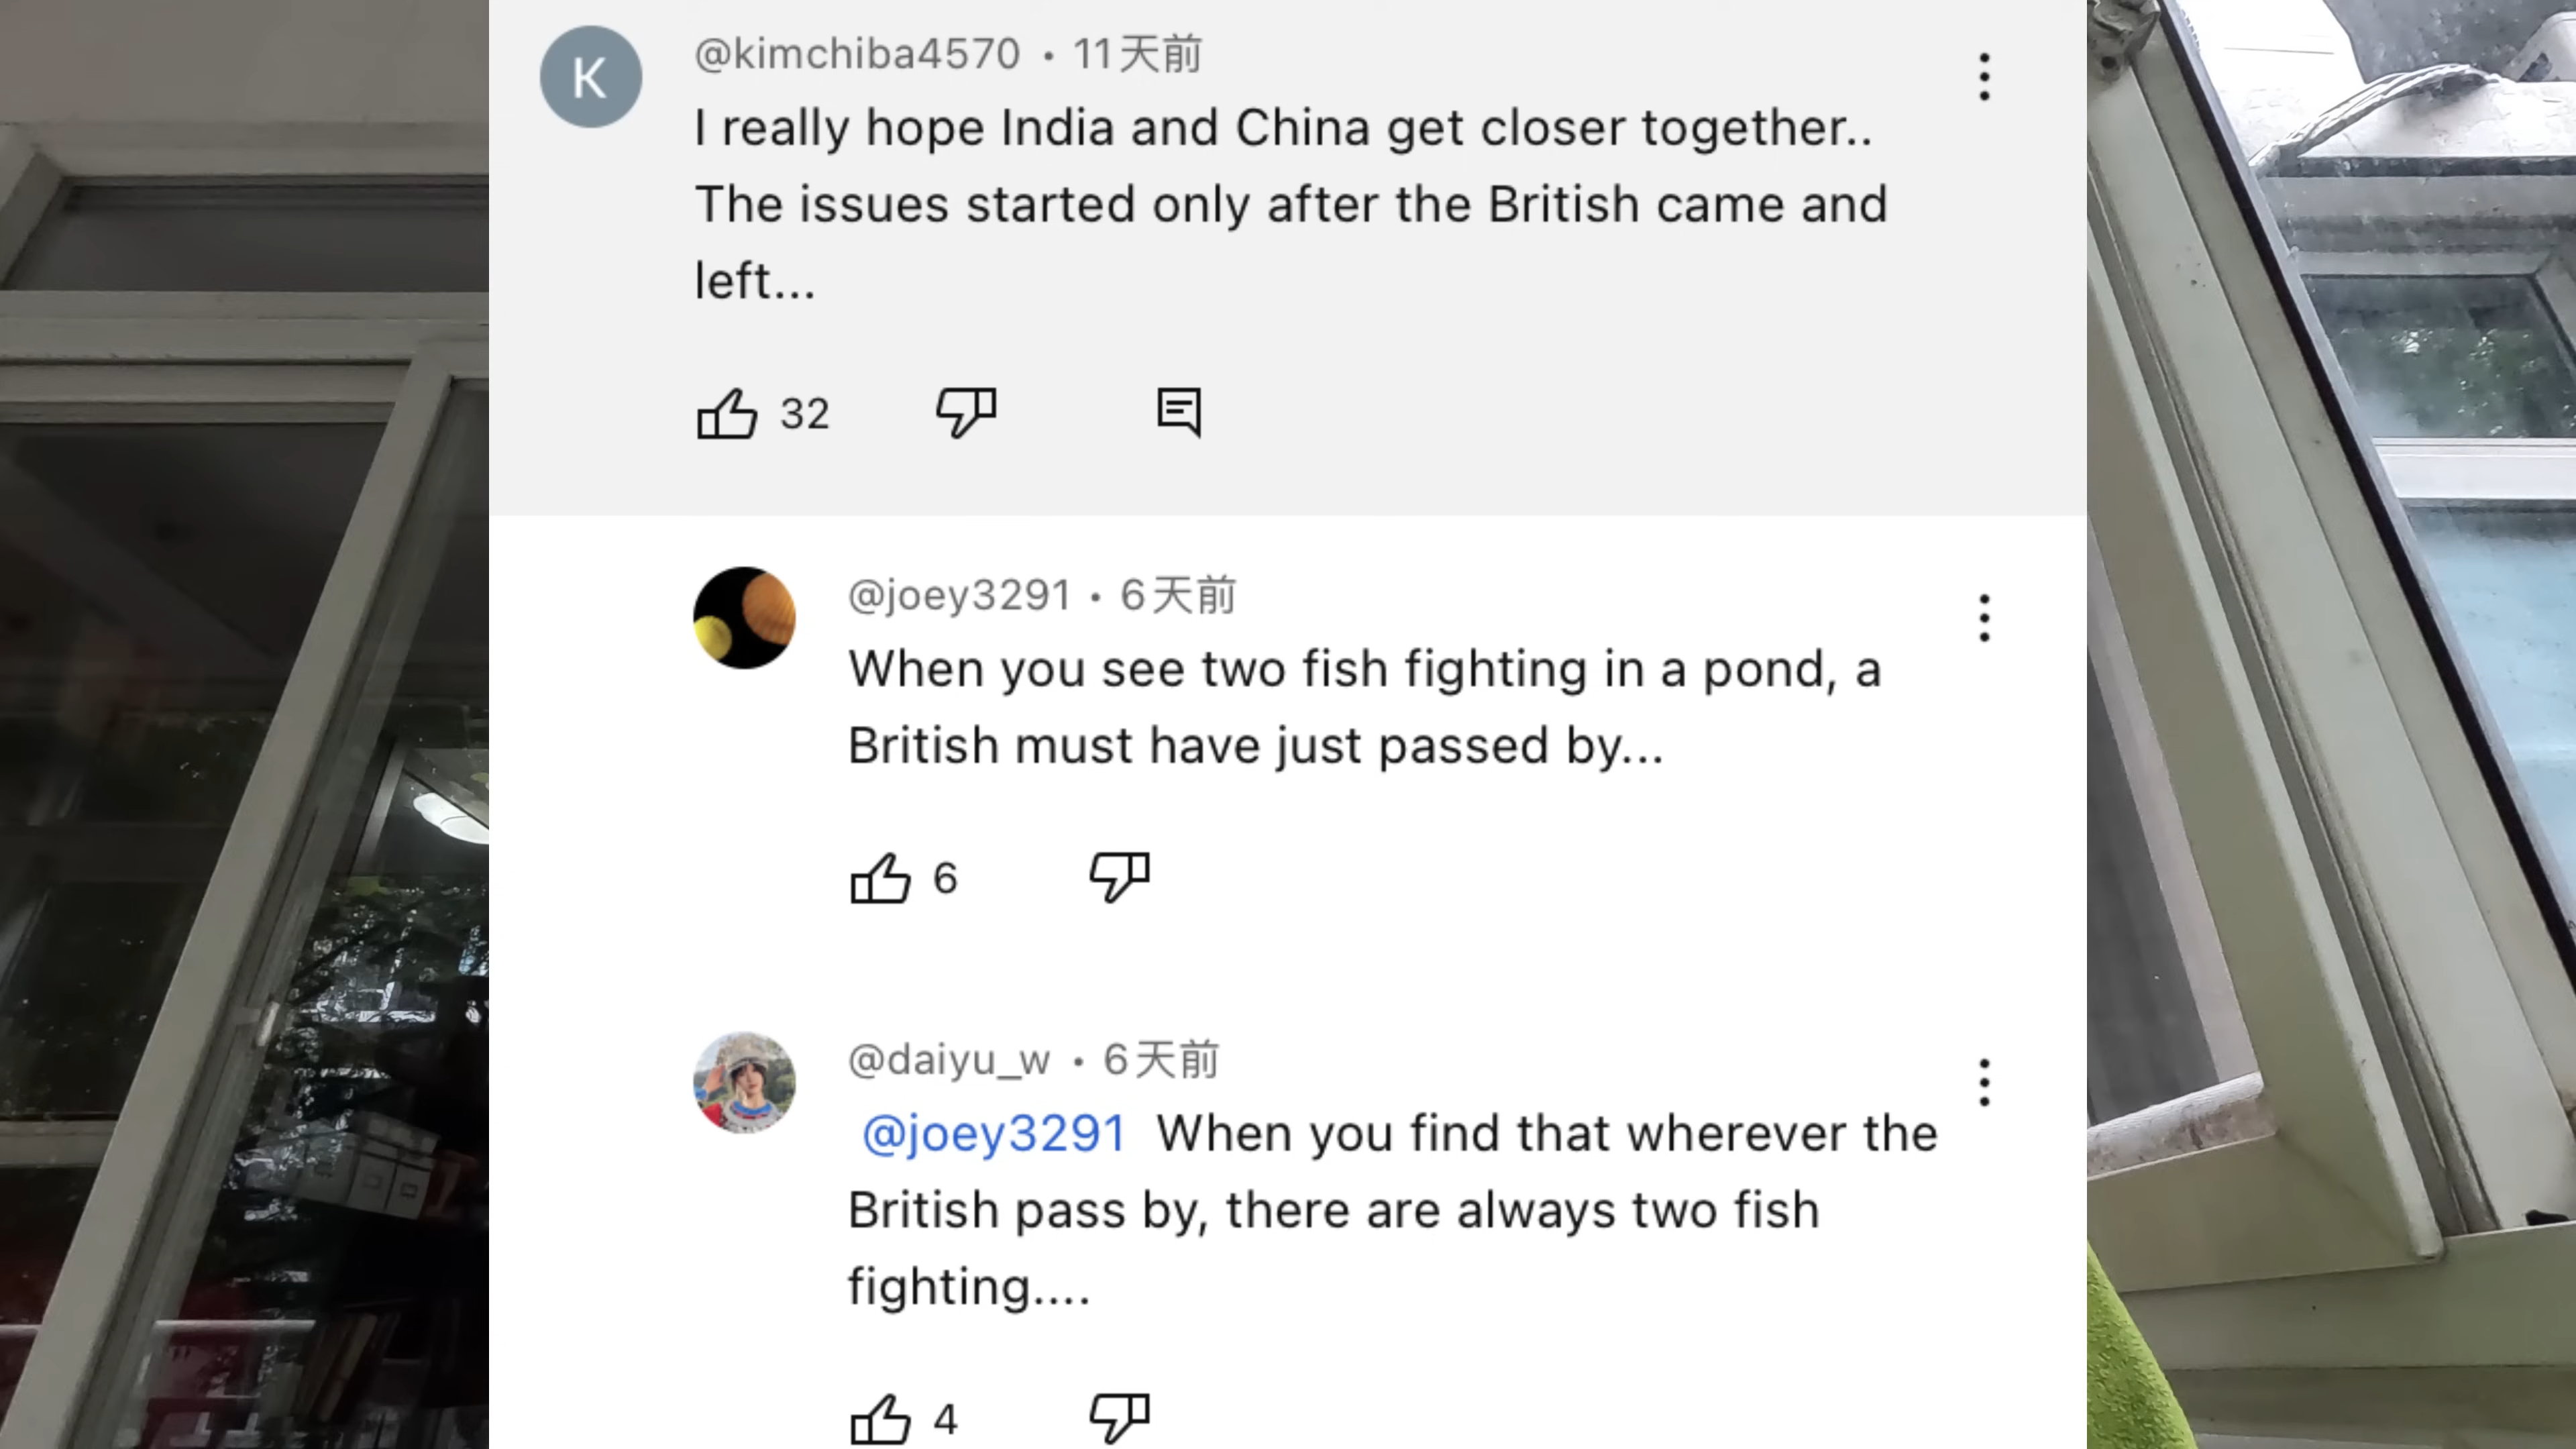 K
@kimchiba4570 • 11天前
I really hope India and China get closer together..
The issues started only after the British came and
left...
32
@joey3291 • 6天前
When you see two fish fighting in a pond, a
British must have just passed by...
6
@daiyu_w • 6天前
@joey3291 When you find that wherever the
British pass by, there are always two fish
fighting....
4